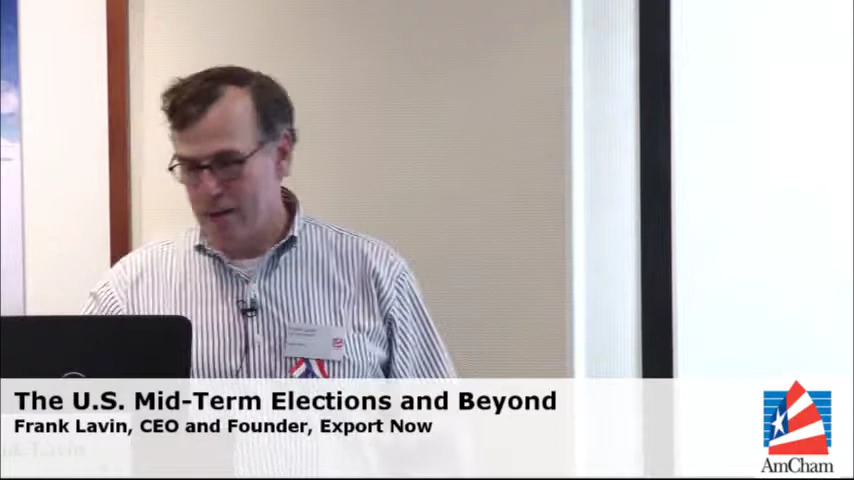 The U.S. Mid-Term Elections and Beyond
Frank Lavin, CEO and Founder, Export Now
AmCham